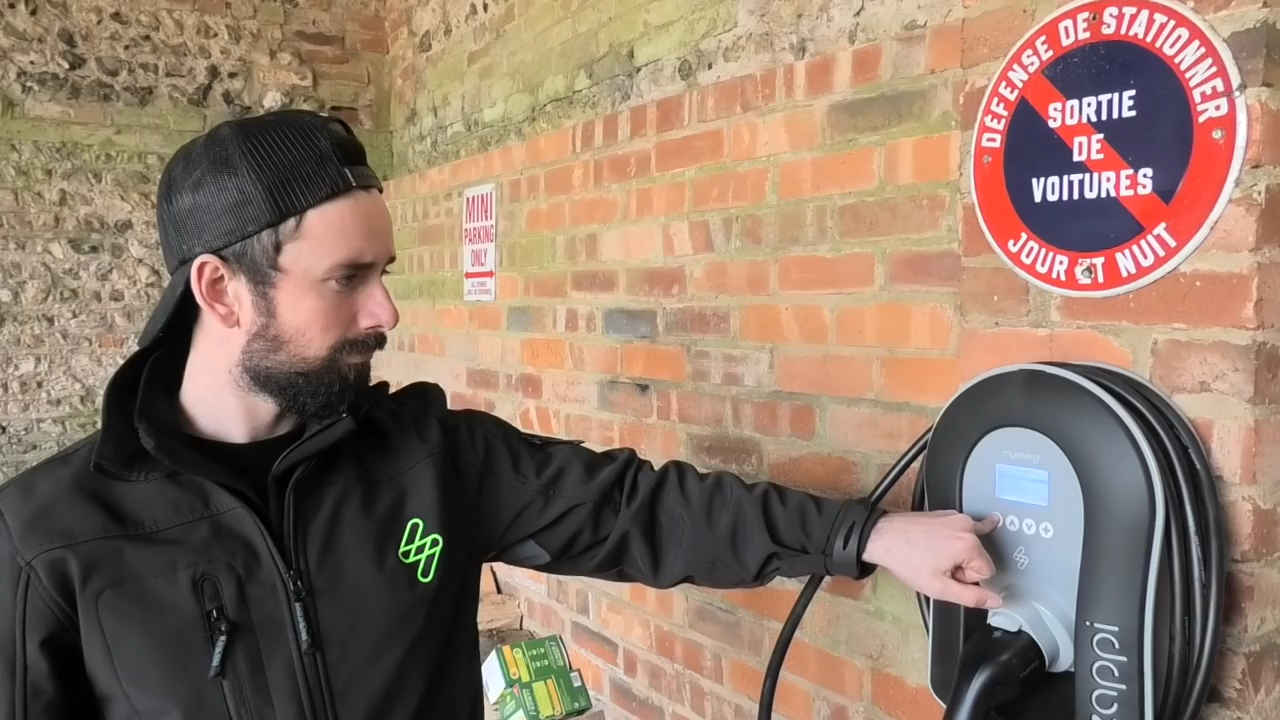 DÉFENSE DE STATIONNER
SORTIE
DE
VOITURES
JOUR ET NUIT
MINI
PARKING
ONLY
myenergi
zappi